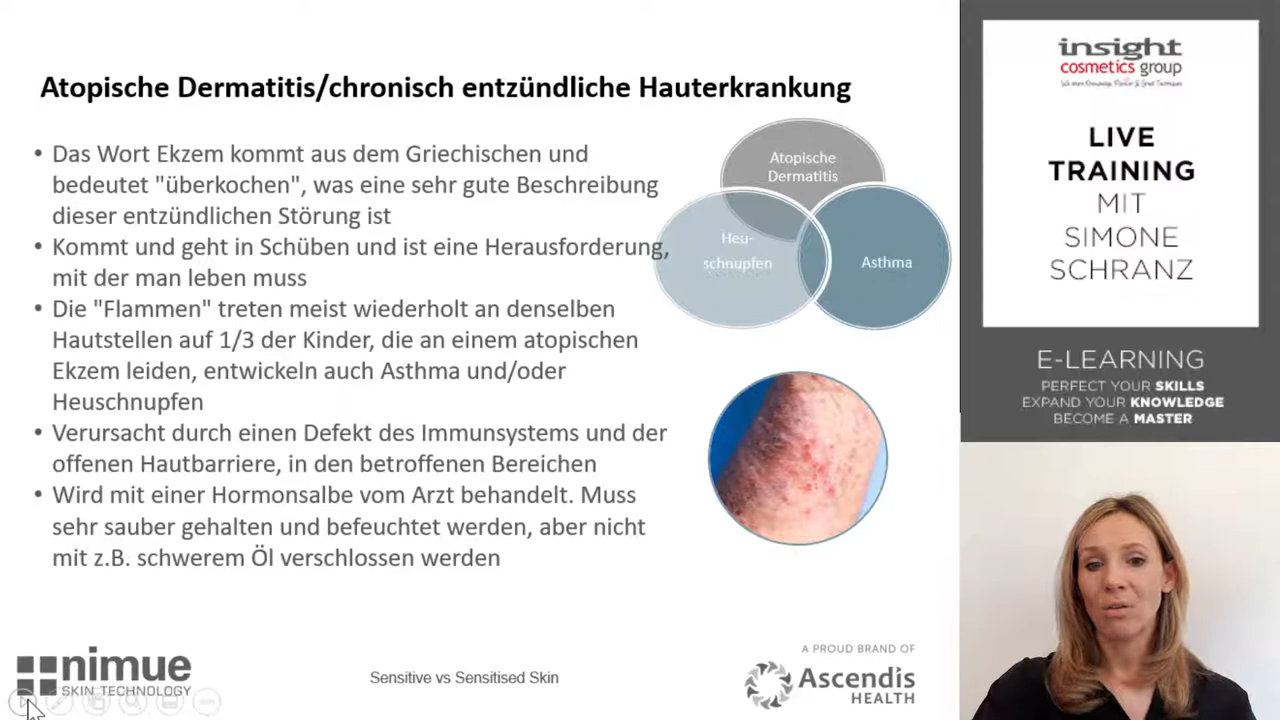 Atopische Dermatitis/chronisch entzündliche Hauterkrankung
• Das Wort Ekzem kommt aus dem Griechischen und
bedeutet "überkochen", was eine sehr gute Beschreibung
dieser entzündlichen Störung ist
• Kommt und geht in Schüben und ist eine Herausforderung,
mit der man leben muss
• Die "Flammen" treten meist wiederholt an denselben
Hautstellen auf 1/3 der Kinder, die an einem atopischen
Ekzem leiden, entwickeln auch Asthma und/oder
Heuschnupfen
• Verursacht durch einen Defekt des Immunsystems und der
offenen Hautbarriere, in den betroffenen Bereichen
• Wird mit einer Hormonsalbe vom Arzt behandelt. Muss
sehr sauber gehalten und befeuchtet werden, aber nicht
mit z.B. schwerem Öl verschlossen werden
Atopische
Dermatitis
Heu-
schnupfen
Asthma
nimue
SKIN TECHNOLOGY
Sensitive vs Sensitised Skin
A PROUD BRAND OF
Ascendis
HEALTH
insight
cosmetics group
LIVE
TRAINING
MIT
SIMONE
SCHRANZ
E-LEARNING
PERFECT YOUR SKILLS
EXPAND YOUR KNOWLEDGE
BECOME A MASTER